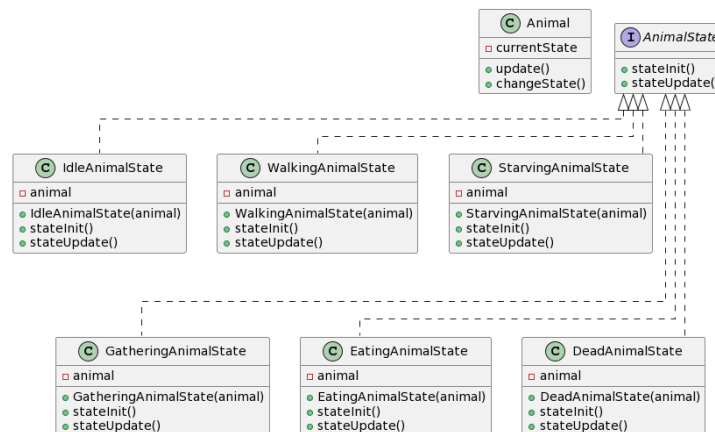 C Animal
currentState
update()
changeState()
I AnimalState
stateInit()
stateUpdate()
C IdleAnimalState
animal
IdleAnimalState(animal)
stateInit()
stateUpdate()
C WalkingAnimalState
animal
WalkingAnimalState(animal)
stateInit()
stateUpdate()
C StarvingAnimalState
animal
StarvingAnimalState(animal)
stateInit()
stateUpdate()
C GatheringAnimalState
animal
GatheringAnimalState(animal)
stateInit()
stateUpdate()
C EatingAnimalState
animal
EatingAnimalState(animal)
stateInit()
stateUpdate()
C DeadAnimalState
animal
DeadAnimalState(animal)
stateInit()
stateUpdate()